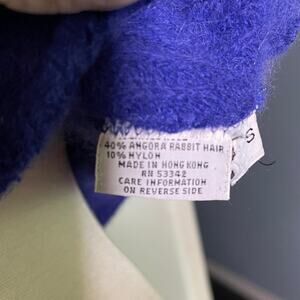 40% ANGORA RABBIT HAIR
10% NYLON
MADE IN HONG KONG
RN 53342
CARE INFORMATION
ON REVERSE SIDE
S